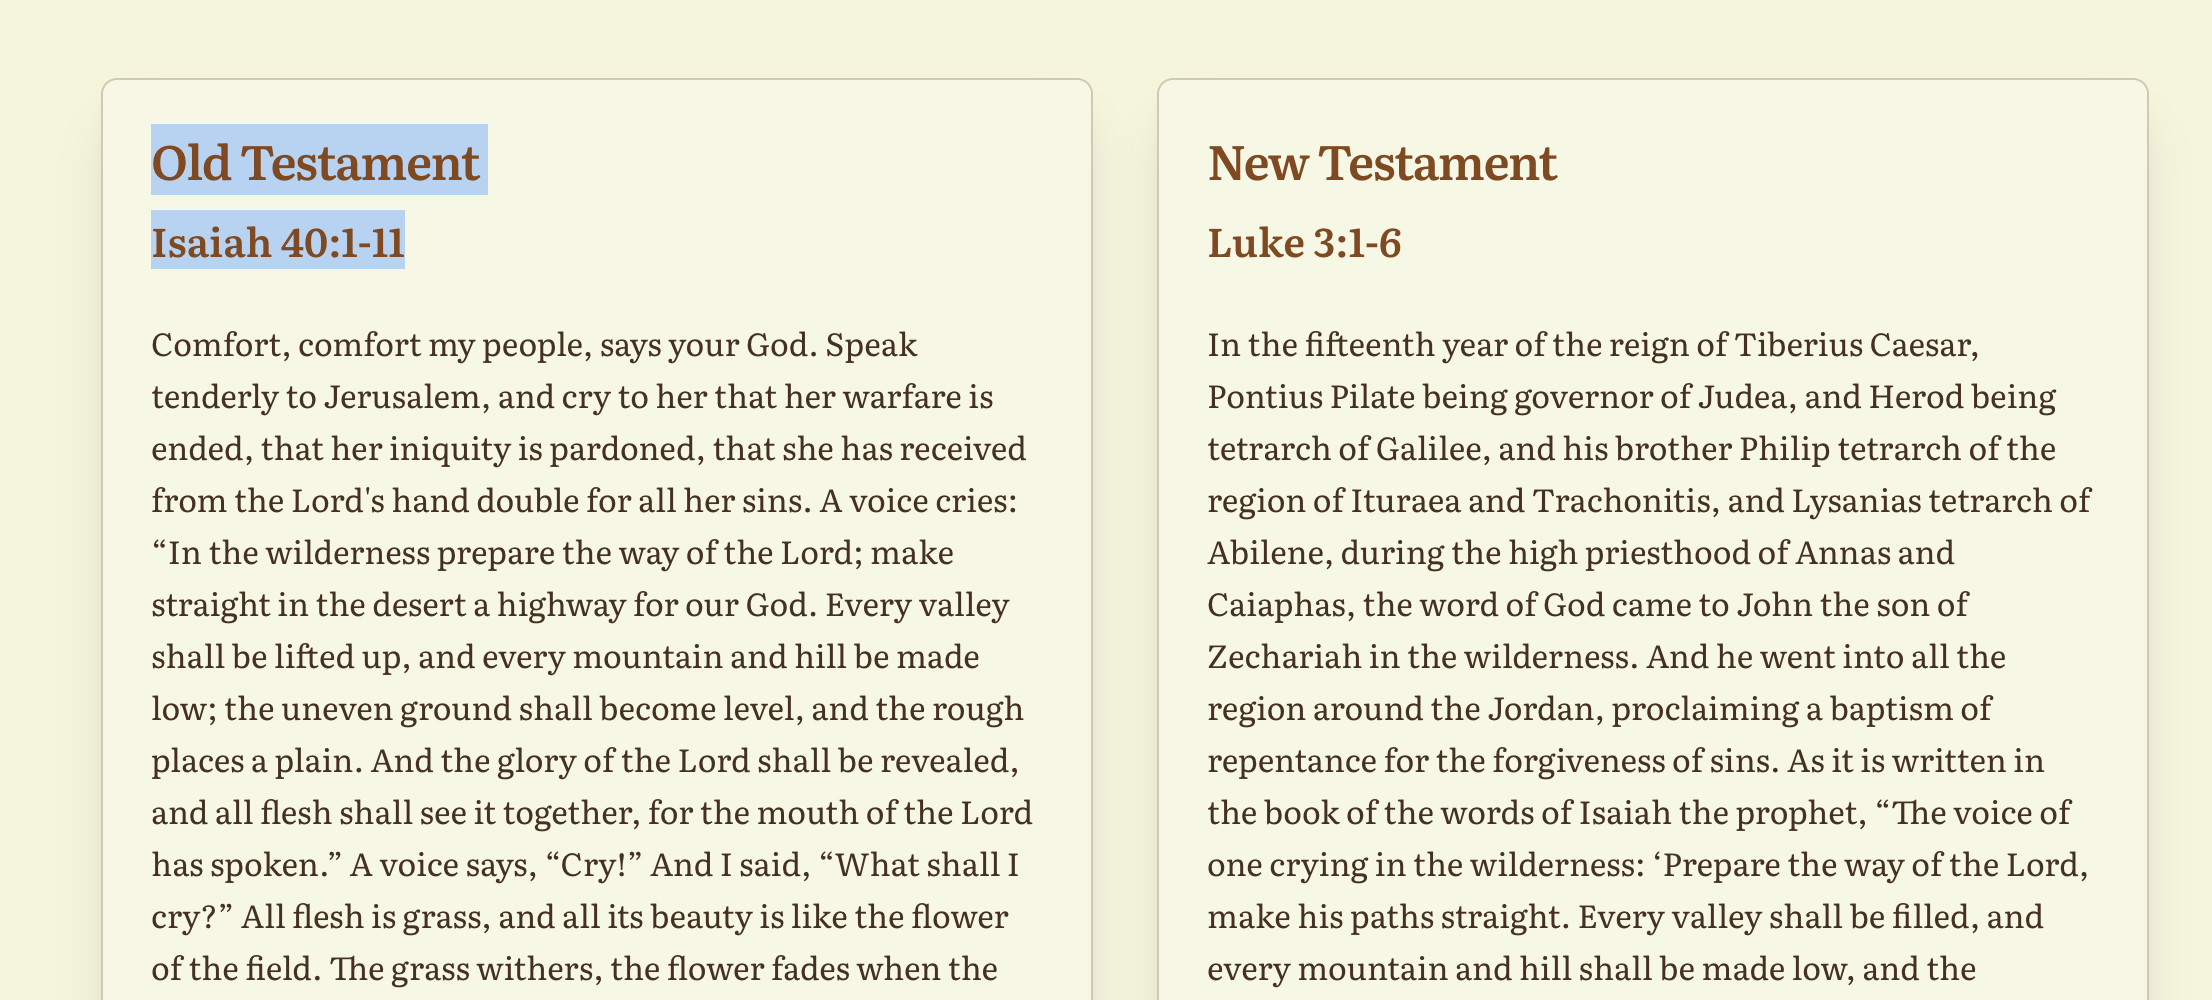 Old Testament
Isaiah 40:1-11
Comfort, comfort my people, says your God. Speak
tenderly to Jerusalem, and cry to her that her warfare is
ended, that her iniquity is pardoned, that she has received
from the Lord's hand double for all her sins. A voice cries:
“In the wilderness prepare the way of the Lord; make
straight in the desert a highway for our God. Every valley
shall be lifted up, and every mountain and hill be made
low; the uneven ground shall become level, and the rough
places a plain. And the glory of the Lord shall be revealed,
and all flesh shall see it together, for the mouth of the Lord
has spoken.” A voice says, “Cry!” And I said, “What shall I
cry?” All flesh is grass, and all its beauty is like the flower
of the field. The grass withers, the flower fades when the
New Testament
Luke 3:1-6
In the fifteenth year of the reign of Tiberius Caesar,
Pontius Pilate being governor of Judea, and Herod being
tetrarch of Galilee, and his brother Philip tetrarch of the
region of Ituraea and Trachonitis, and Lysanias tetrarch of
Abilene, during the high priesthood of Annas and
Caiaphas, the word of God came to John the son of
Zechariah in the wilderness. And he went into all the
region around the Jordan, proclaiming a baptism of
repentance for the forgiveness of sins. As it is written in
the book of the words of Isaiah the prophet, “The voice of
one crying in the wilderness: ‘Prepare the way of the Lord,
make his paths straight. Every valley shall be filled, and
every mountain and hill shall be made low, and the